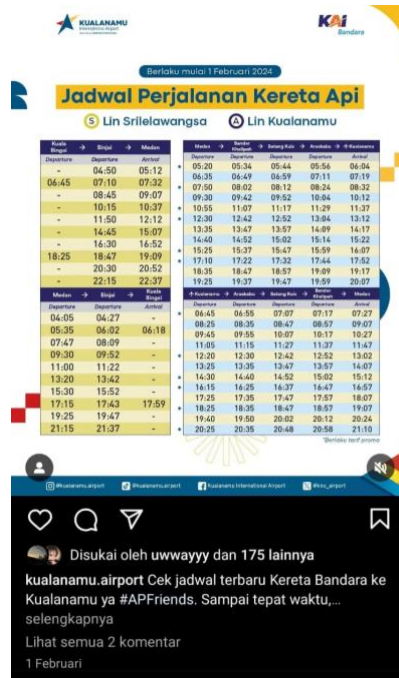 KUALANAMU
International Airport
KAI
Bandara
Berlaku mulai 1 Februari 2024
Jadwal Perjalanan Kereta Api
S Lin Srilelawangsa A Lin Kualanamu
Kuala Bingai → Binjai → Medan
Departure Departure Arrival
- 04:50 05:12
06:45 07:10 07:32
- 08:45 09:07
- 10:15 10:37
- 11:50 12:12
- 14:45 15:07
- 16:30 16:52
18:25 18:47 19:09
- 20:30 20:52
- 22:15 22:37
Medan → Binjai → Kuala Bingai
Departure Departure Arrival
04:05 04:27 -
05:35 06:02 06:18
07:47 08:09 -
09:30 09:52 -
11:00 11:22 -
13:20 13:42 -
15:30 15:52 -
17:15 17:43 17:59
19:25 19:47 -
21:15 21:37 -
Medan → Bandar Khalipah → Batang Kuis → Araskabu → Kualanamu
Departure Departure Departure Departure Arrival
05:20 05:34 05:44 05:56 06:04
06:35 06:49 06:59 07:11 07:19
07:50 08:02 08:12 08:24 08:32
09:30 09:42 09:52 10:04 10:12
10:55 11:07 11:17 11:29 11:37
12:30 12:42 12:52 13:04 13:12
13:35 13:47 13:57 14:09 14:17
14:40 14:52 15:02 15:14 15:22
15:25 15:37 15:47 15:59 16:07
17:10 17:22 17:32 17:44 17:52
18:35 18:47 18:57 19:09 19:17
19:25 19:37 19:47 19:59 20:07
Kualanamu → Araskabu → Batang Kuis → Bandar Khalipah → Medan
Departure Departure Departure Departure Arrival
06:45 06:55 07:07 07:17 07:27
08:25 08:35 08:47 08:57 09:07
09:45 09:55 10:07 10:17 10:27
11:05 11:15 11:27 11:37 11:47
12:20 12:30 12:42 12:52 13:02
13:25 13:35 13:47 13:57 14:07
14:30 14:40 14:52 15:02 15:12
16:15 16:25 16:37 16:47 16:57
17:25 17:35 17:47 17:57 18:07
18:25 18:35 18:47 18:57 19:07
19:40 19:50 20:02 20:12 20:24
20:25 20:35 20:48 20:58 21:10
*Berlaku tarif promo
@kualanamu.airport @kualanamu.airport Kualanamu International Airport @kno_airport
Disukai oleh uwwayyy dan 175 lainnya
kualanamu.airport Cek jadwal terbaru Kereta Bandara ke
Kualanamu ya #APFriends. Sampai tepat waktu,...
selengkapnya
Lihat semua 2 komentar
1 Februari